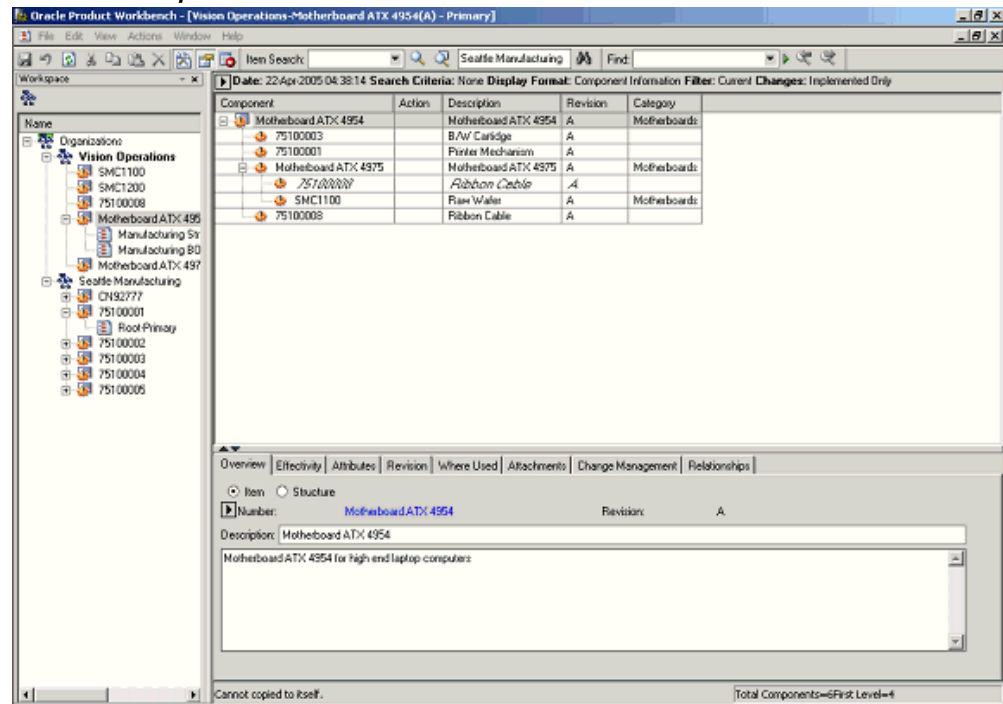 Oracle Product Workbench - [Vision Operations-Motherboard ATX 4954(A) - Primary]
File Edit View Actions Window Help
Item Search: Seattle Manufacturing Find:
Workspace
Date: 22-Apr-2005 04:38:14 Search Criteria: None Display Format: Component Information Filter: Current Changes: Implemented Only
Name
Organizations
Vision Operations
SMC1100
SMC1200
75100008
Motherboard ATX 495
Manufacturing Str
Manufacturing BO
Motherboard ATX 497
Seattle Manufacturing
CN92777
75100001
Root-Primary
75100002
75100003
75100004
75100005
Component Action Description Revision Category
Motherboard ATX 4954 Motherboard ATX 4954 A Motherboards
75100003 B/W Cartidge A
75100001 Printer Mechanism A
Motherboard ATX 4975 Motherboard ATX 4975 A Motherboards
75100008 Ribbon Cable A
SMC1100 Raw Wafer A Motherboards
75100008 Ribbon Cable A
Overview Effectivity Attributes Revision Where Used Attachments Change Management Relationships
Item Structure
Number: Motherboard ATX 4954 Revision: A
Description: Motherboard ATX 4954
Motherboard ATX 4954 for high end laptop computers
Cannot copied to itself. Total Components=6First Level=4